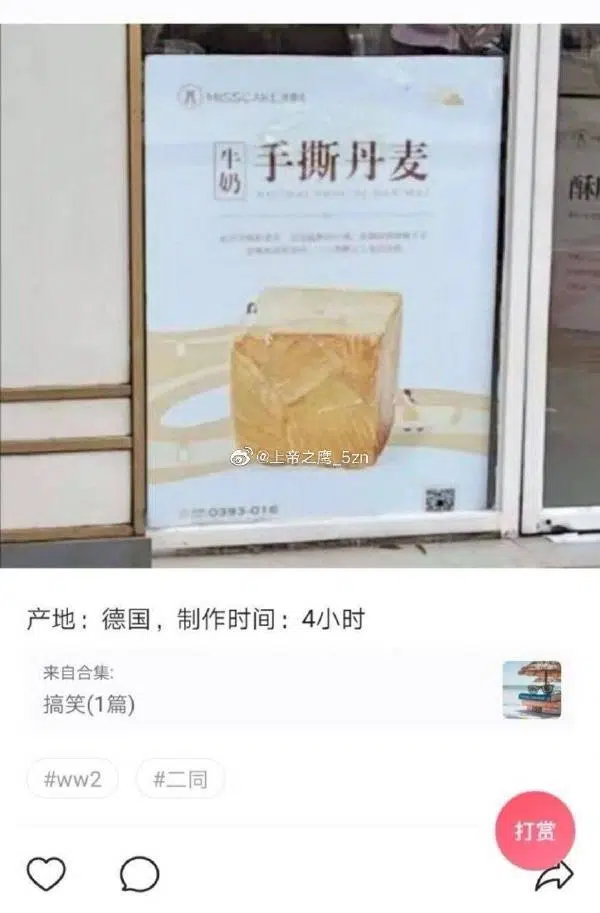 牛奶
手撕丹麦
@上帝之鹰_5zn
0393-016
产地：德国，制作时间：4小时
来自合集:
搞笑(1篇)
#ww2
#二同
打赏